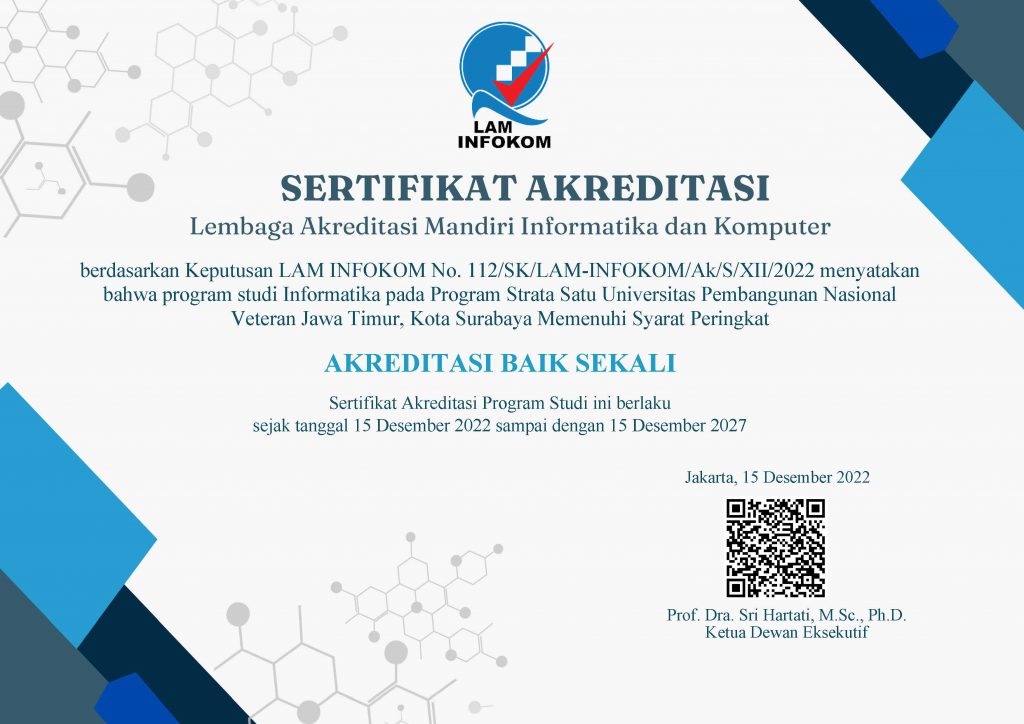 LAM
INFOKOM
SERTIFIKAT AKREDITASI
Lembaga Akreditasi Mandiri Informatika dan Komputer
berdasarkan Keputusan LAM INFOKOM No. 112/SK/LAM-INFOKOM/Ak/S/XII/2022 menyatakan
bahwa program studi Informatika pada Program Strata Satu Universitas Pembangunan Nasional
Veteran Jawa Timur, Kota Surabaya Memenuhi Syarat Peringkat
AKREDITASI BAIK SEKALI
Sertifikat Akreditasi Program Studi ini berlaku
sejak tanggal 15 Desember 2022 sampai dengan 15 Desember 2027
Jakarta, 15 Desember 2022
Prof. Dra. Sri Hartati, M.Sc., Ph.D.
Ketua Dewan Eksekutif